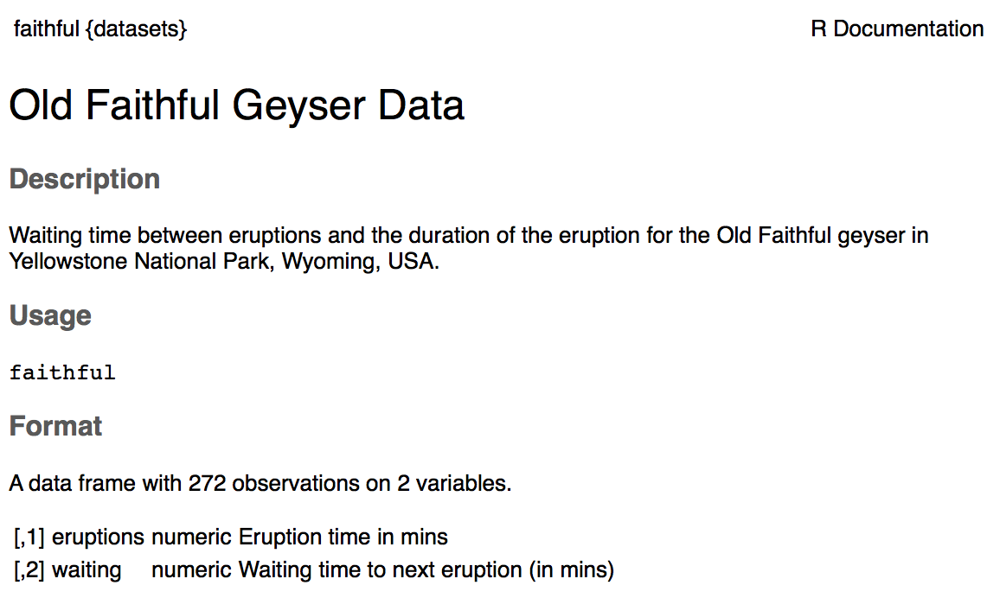 faithful {datasets} R Documentation
Old Faithful Geyser Data
Description
Waiting time between eruptions and the duration of the eruption for the Old Faithful geyser in
Yellowstone National Park, Wyoming, USA.
Usage
faithful
Format
A data frame with 272 observations on 2 variables.
[,1] eruptions numeric Eruption time in mins
[,2] waiting numeric Waiting time to next eruption (in mins)